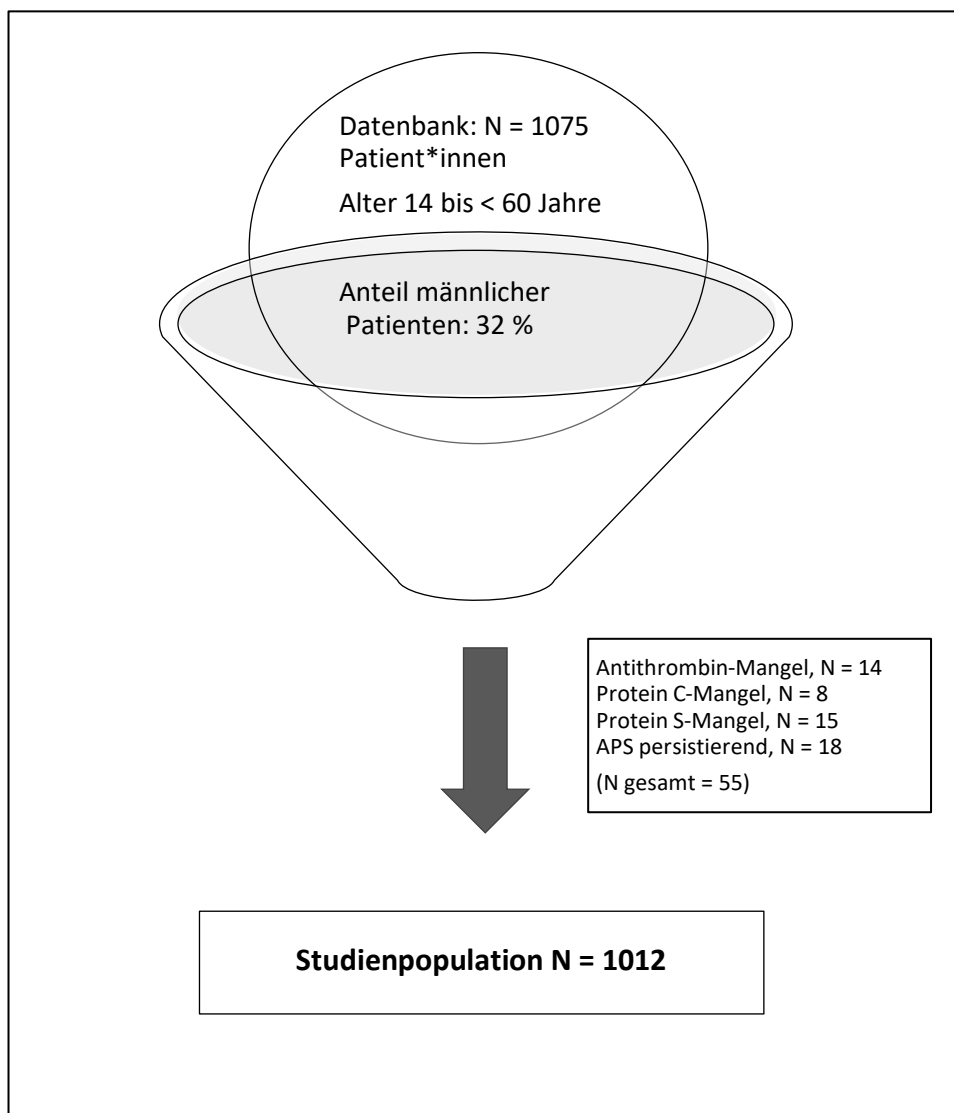 Datenbank: N = 1075
Patient*innen
Alter 14 bis < 60 Jahre
Anteil männlicher
Patienten: 32 %
Antithrombin-Mangel, N = 14
Protein C-Mangel, N = 8
Protein S-Mangel, N = 15
APS persistierend, N = 18
(N gesamt = 55)
Studienpopulation N = 1012